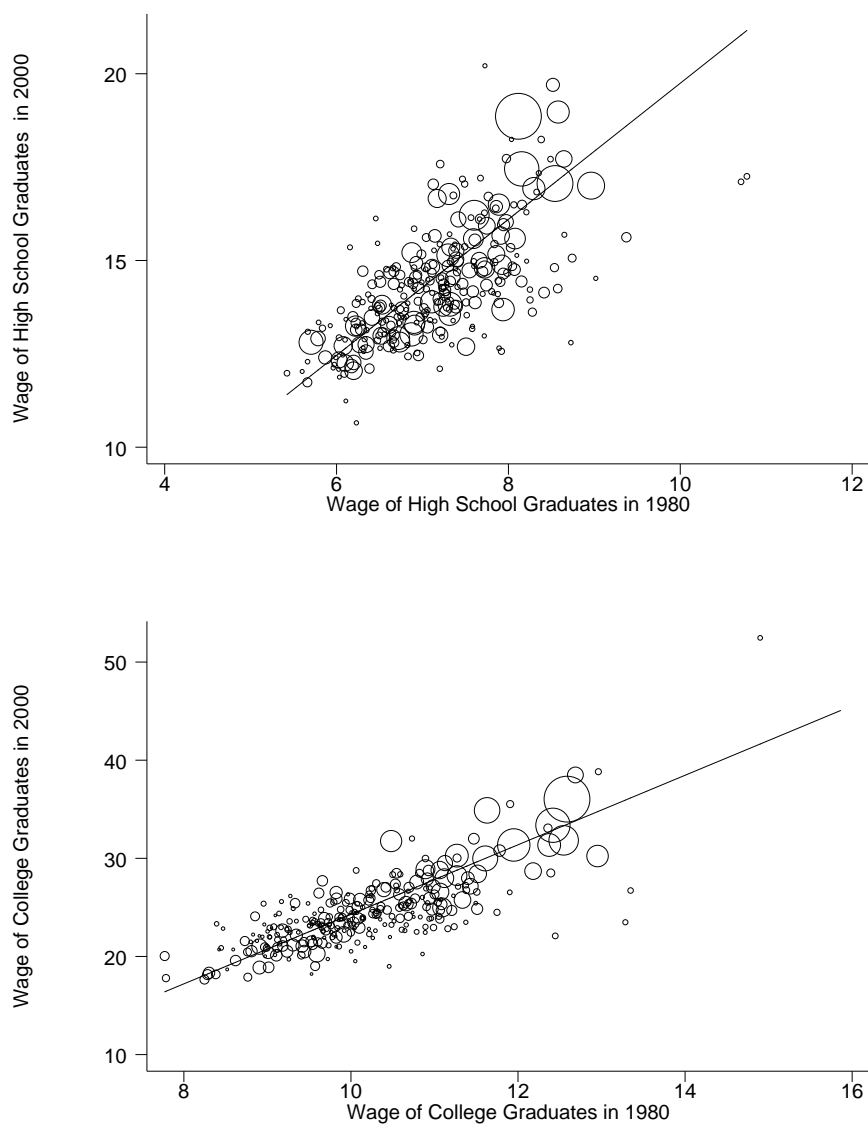 Wage of High School Graduates  in 2000
20
15
10
4 6 8 10 12
Wage of High School Graduates in 1980
Wage of College Graduates in 2000
50
40
30
20
10
8 10 12 14 16
Wage of College Graduates in 1980